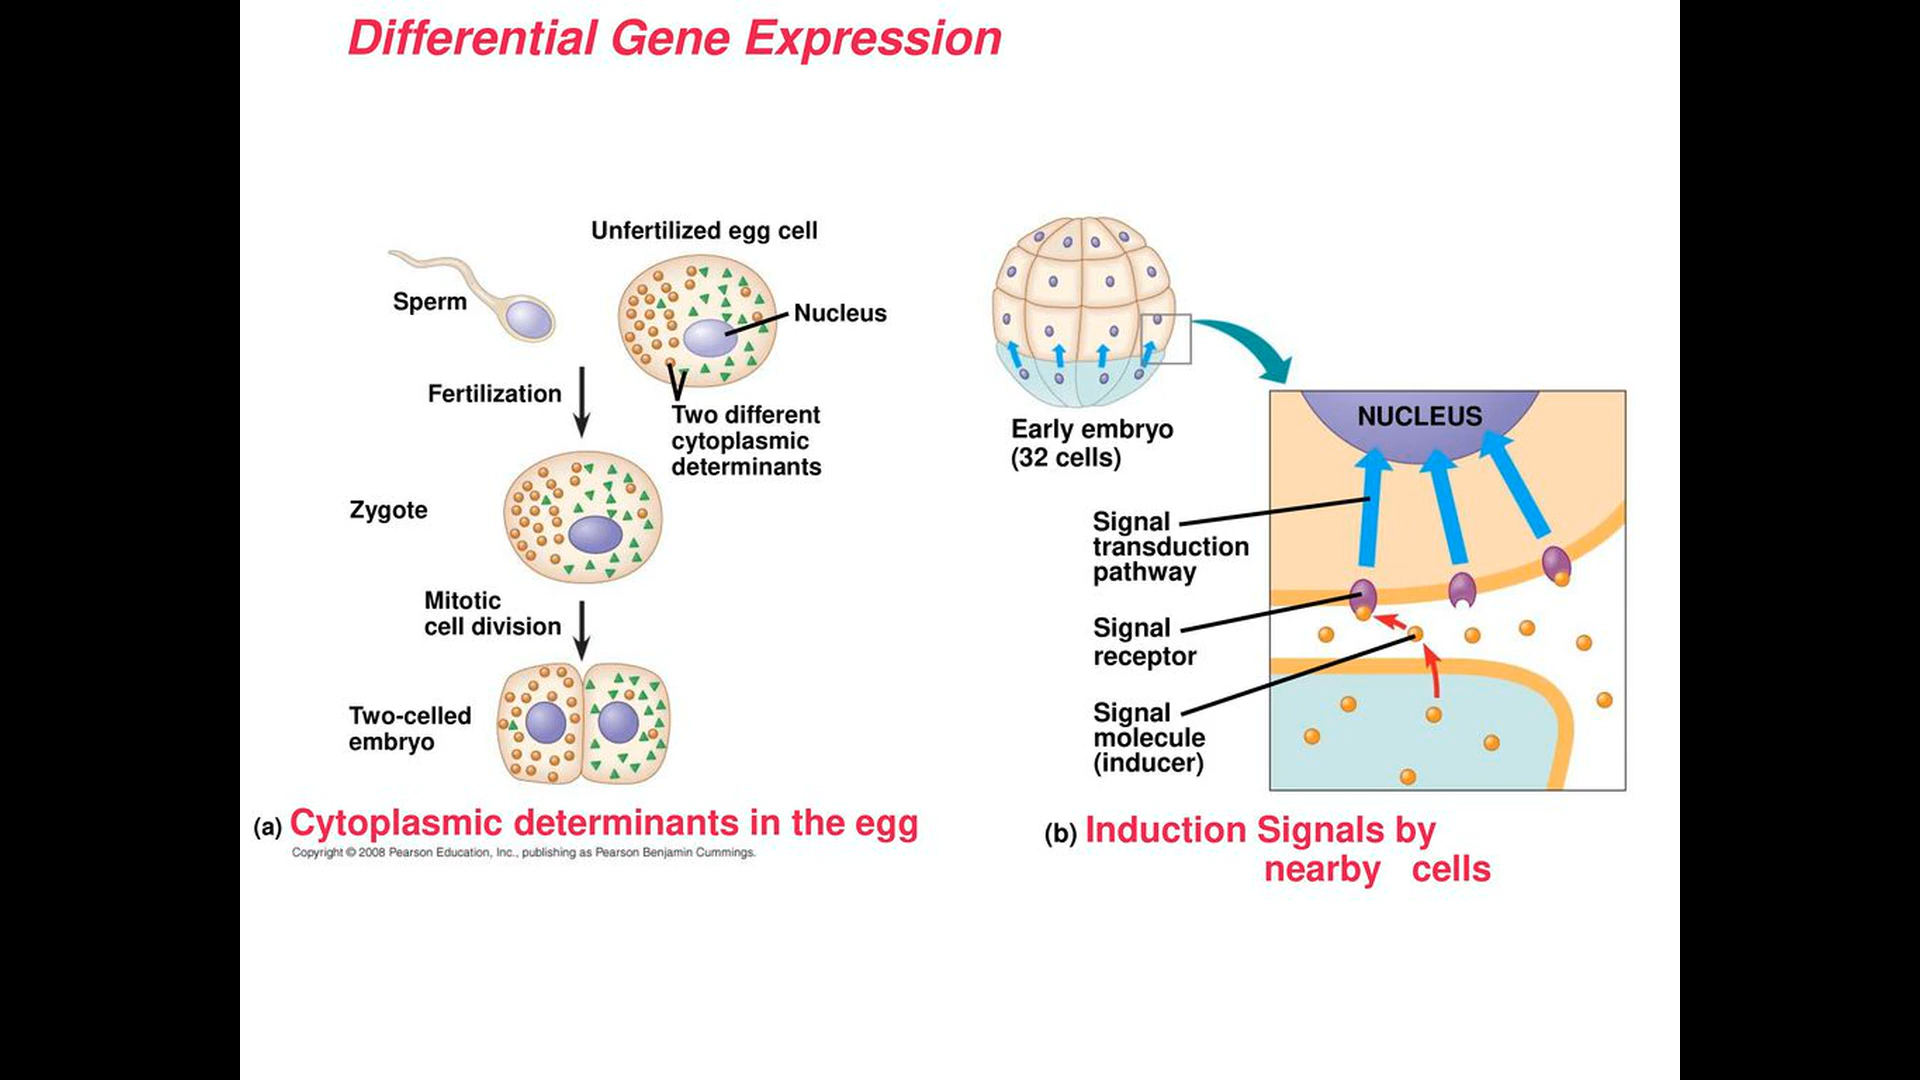 Differential Gene Expression
Unfertilized egg cell
Sperm
Nucleus
Fertilization
Two different
cytoplasmic
determinants
Zygote
Mitotic
cell division
Two-celled
embryo
(a) Cytoplasmic determinants in the egg
Copyright © 2008 Pearson Education, Inc., publishing as Pearson Benjamin Cummings.
Early embryo
(32 cells)
NUCLEUS
Signal
transduction
pathway
Signal
receptor
Signal
molecule
(inducer)
(b) Induction Signals by
nearby cells